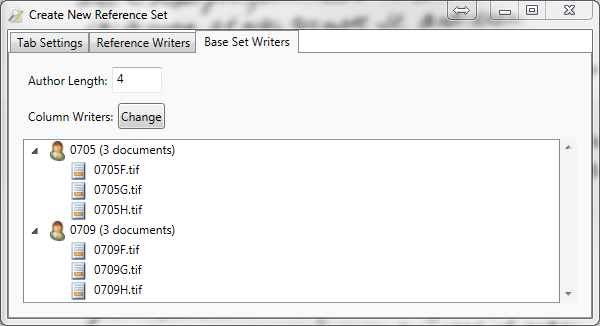 Create New Reference Set
Tab Settings Reference Writers Base Set Writers
Author Length: 4
Column Writers: Change
0705 (3 documents)
0705F.tif
0705G.tif
0705H.tif
0709 (3 documents)
0709F.tif
0709G.tif
0709H.tif